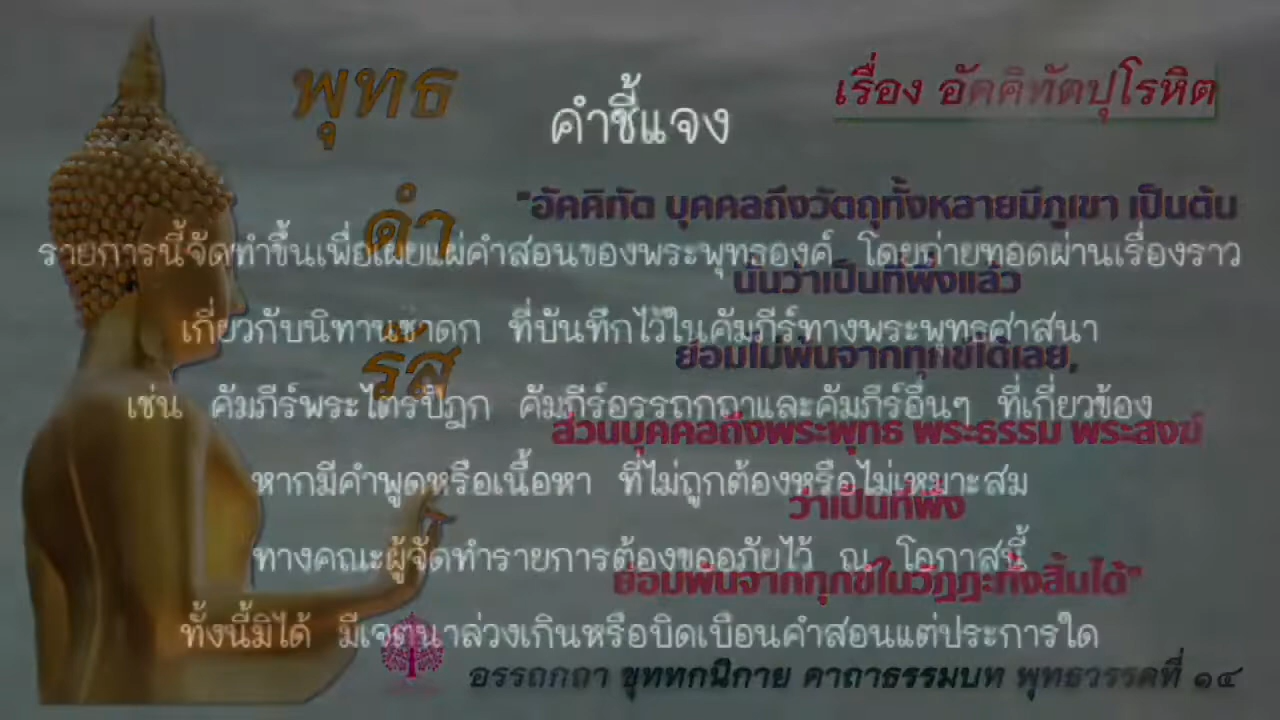 พุทธ
ดำ
รัส
เรื่อง อัคคิทัตปุโรหิต
"อัคคิทัต บุคคลถึงวัตถุทั้งหลายมีภูเขา เป็นต้น
นั่นว่าเป็นที่พึ่งแล้ว
ย่อมไม่พ้นจากทุกข์ได้เลย,
ส่วนบุคคลถึงพระพุทธ พระธรรม พระสงฆ์
ว่าเป็นที่พึ่ง
ย่อมพ้นจากทุกข์ในวัฏฏะทั้งสิ้นได้"
อรรถกถา ขุททกนิกาย คาถาธรรมบท พุทธวรรคที่ ๑๔
คำชี้แจง
รายการนี้จัดทำขึ้นเพื่อเผยแผ่คำสอนของพระพุทธองค์ โดยถ่ายทอดผ่านเรื่องราว
เกี่ยวกับนิทานชาดก ที่บันทึกไว้ในคัมภีร์ทางพระพุทธศาสนา
เช่น คัมภีร์พระไตรปิฎก คัมภีร์อรรถกถาและคัมภีร์อื่นๆ ที่เกี่ยวข้อง
หากมีคำพูดหรือเนื้อหา ที่ไม่ถูกต้องหรือไม่เหมาะสม
ทางคณะผู้จัดทำรายการต้องขออภัยไว้ ณ โอกาสนี้
ทั้งนี้มิได้ มีเจตนาล่วงเกินหรือบิดเบือนคำสอนแต่ประการใด